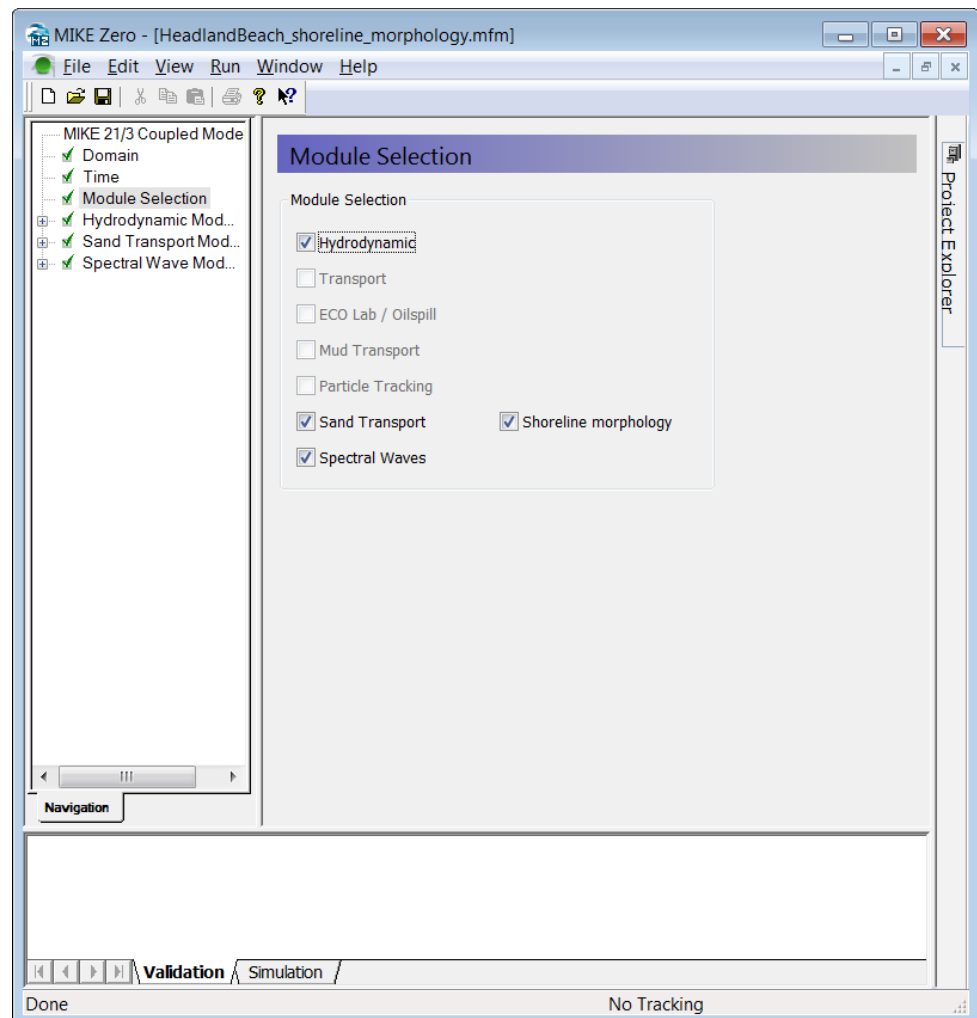 MIKE Zero - [HeadlandBeach_shoreline_morphology.mfm]
File Edit View Run Window Help
MIKE 21/3 Coupled Mode
Domain
Time
Module Selection
Hydrodynamic Mod...
Sand Transport Mod...
Spectral Wave Mod...
Navigation
Module Selection
Module Selection
Hydrodynamic
Transport
ECO Lab / Oilspill
Mud Transport
Particle Tracking
Sand Transport Shoreline morphology
Spectral Waves
Project Explorer
Validation Simulation
Done No Tracking